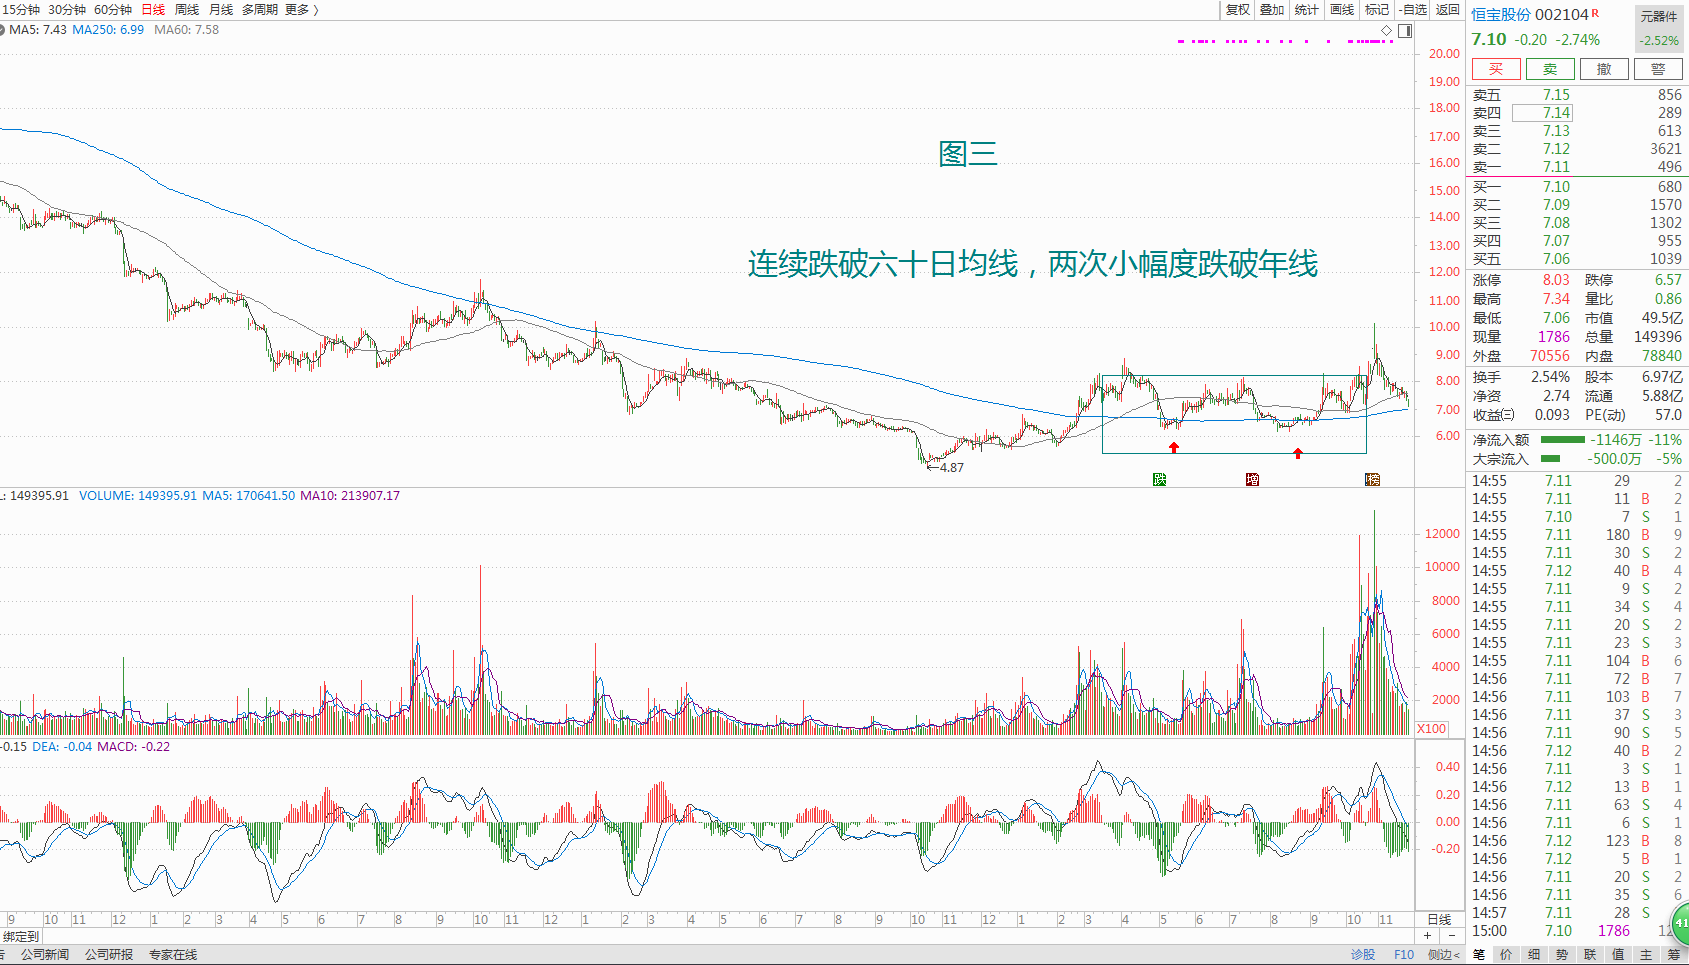 15分钟 30分钟 60分钟 日线 周线 月线 多周期 更多 〉
复权 叠加 统计 画线 标记 -自选 返回
MA5: 7.43 MA250: 6.99 MA60: 7.58
20.00
19.00
18.00
17.00
16.00
15.00
14.00
13.00
12.00
11.00
10.00
9.00
8.00
7.00
6.00
图三
连续跌破六十日均线，两次小幅度跌破年线
←4.87
跌 增 榜
L: 149395.91 VOLUME: 149395.91 MA5: 170641.50 MA10: 213907.17
12000
10000
8000
6000
4000
2000
X100
-0.15 DEA: -0.04 MACD: -0.22
0.40
0.20
0.00
-0.20
9 10 11 12 1 2 3 4 5 6 7 8 9 10 11 12 1 2 3 4 5 6 7 8 9 10 11 12 1 2 3 4 5 6 7 8 9 10 11 日线
绑定到 + -
公司新闻 公司研报 专家在线 诊股 F10 侧边<
恒宝股份 002104 R 元器件
7.10 -0.20 -2.74% -2.52%
买 卖 撤 警
卖五 7.15 856
卖四 7.14 289
卖三 7.13 613
卖二 7.12 3621
卖一 7.11 496
买一 7.10 680
买二 7.09 1570
买三 7.08 1302
买四 7.07 955
买五 7.06 1039
涨停 8.03 跌停 6.57
最高 7.34 量比 0.86
最低 7.06 市值 49.5亿
现量 1786 总量 149396
外盘 70556 内盘 78840
换手 2.54% 股本 6.97亿
净资 2.74 流通 5.88亿
收益㈢ 0.093 PE(动) 57.0
净流入额 -1146万 -11%
大宗流入 -500.0万 -5%
14:55 7.11 29 2
14:55 7.11 11 B 2
14:55 7.10 7 S 1
14:55 7.11 180 B 9
14:55 7.11 30 S 2
14:55 7.12 40 B 4
14:55 7.11 9 S 2
14:55 7.11 34 S 4
14:55 7.11 20 S 2
14:55 7.11 23 S 3
14:55 7.11 104 B 6
14:56 7.11 72 B 7
14:56 7.11 103 B 7
14:56 7.11 37 S 3
14:56 7.11 90 S 5
14:56 7.12 40 B 2
14:56 7.11 3 S 1
14:56 7.12 13 B 1
14:56 7.11 63 S 4
14:56 7.11 6 S 1
14:56 7.12 123 B 8
14:56 7.12 5 B 1
14:56 7.11 20 S 2
14:56 7.11 35 S 6
14:57 7.11 28 S
15:00 7.10 1786
41
笔 价 细 势 联 值 主 筹